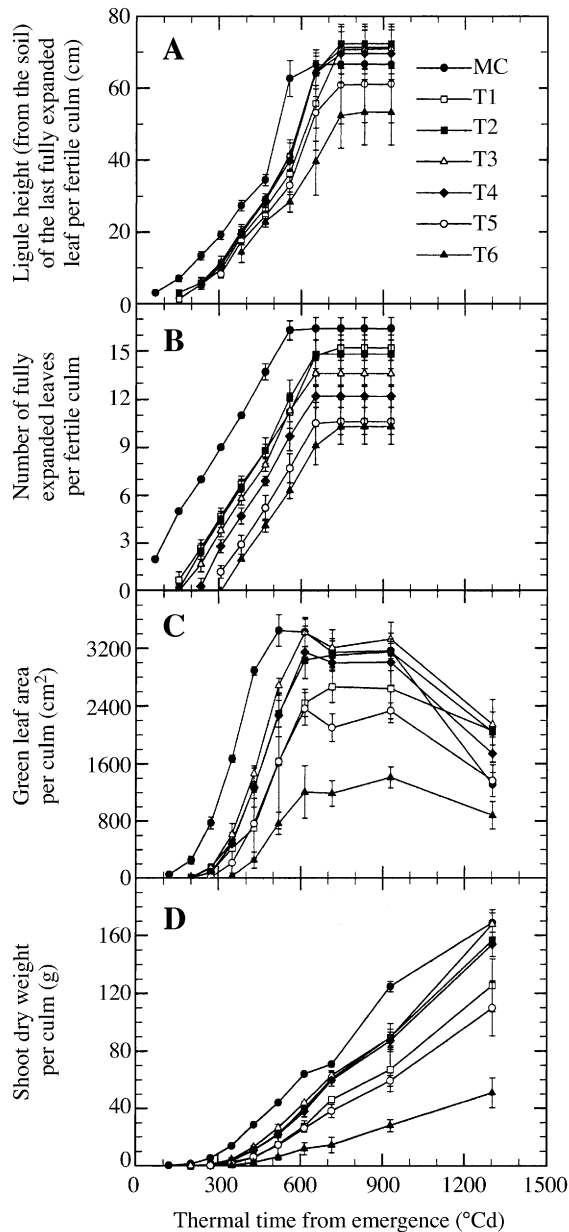 A
Ligule height (from the soil)
of the last fully expanded
leaf per fertile culm (cm)
80
60
40
20
0
MC
T1
T2
T3
T4
T5
T6
B
Number of fully
expanded leaves
per fertile culm
15
12
9
6
3
0
C
Green leaf area
per culm (cm²)
3200
2400
1600
800
0
D
Shoot dry weight
per culm (g)
160
120
80
40
0
0 300 600 900 1200 1500
Thermal time from emergence (°Cd)